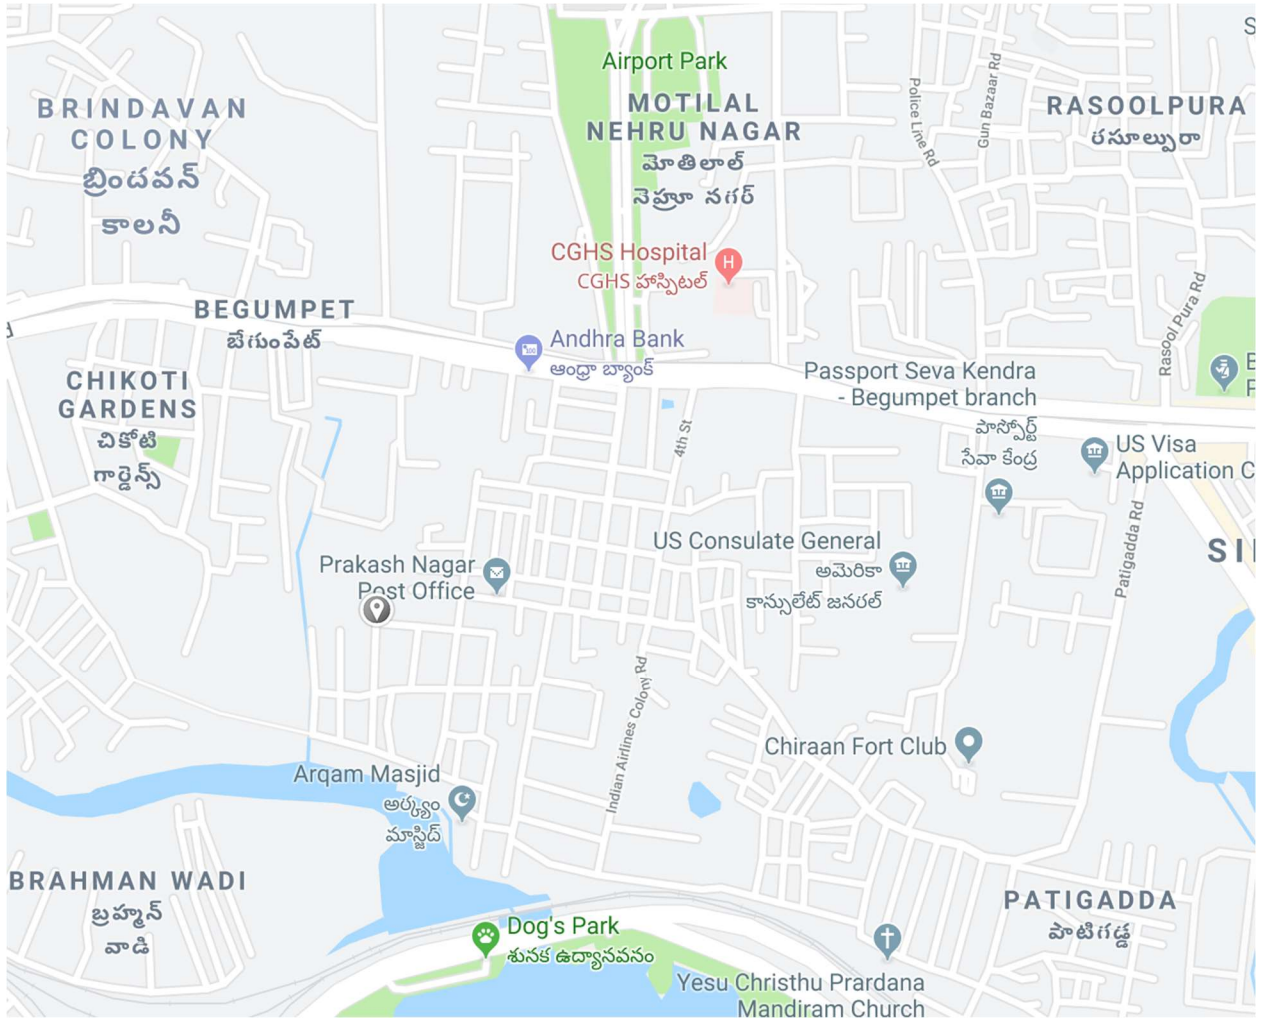 Airport Park
MOTILAL
NEHRU NAGAR
మోతీలాల్
నెహ్రూ నగర్
BRINDAVAN
COLONY
బ్రిందవన్
కాలనీ
Police Line Rd
Gun Bazaar Rd
RASOOLPURA
రసూల్పురా
CGHS Hospital
CGHS హాస్పిటల్
H
BEGUMPET
బేగంపేట్
Andhra Bank
ఆంధ్రా బ్యాంక్
Rasool Pura Rd
CHIKOTI
GARDENS
చికోటి
గార్డెన్స్
4th St
Passport Seva Kendra
- Begumpet branch
పాస్పోర్ట్
సేవా కేంద్ర
US Visa
Application C
Patigadda Rd
US Consulate General
అమెరికా
కాన్సులేట్ జనరల్
Prakash Nagar
Post Office
Indian Airlines Colony Rd
Chiraan Fort Club
Arqam Masjid
అర్క్యం
మాస్జిద్
BRAHMAN WADI
బ్రహ్మన్
వాడి
PATIGADDA
పాటిగడ్డ
Dog's Park
శునక ఉద్యానవనం
Yesu Christhu Prardana
Mandiram Church